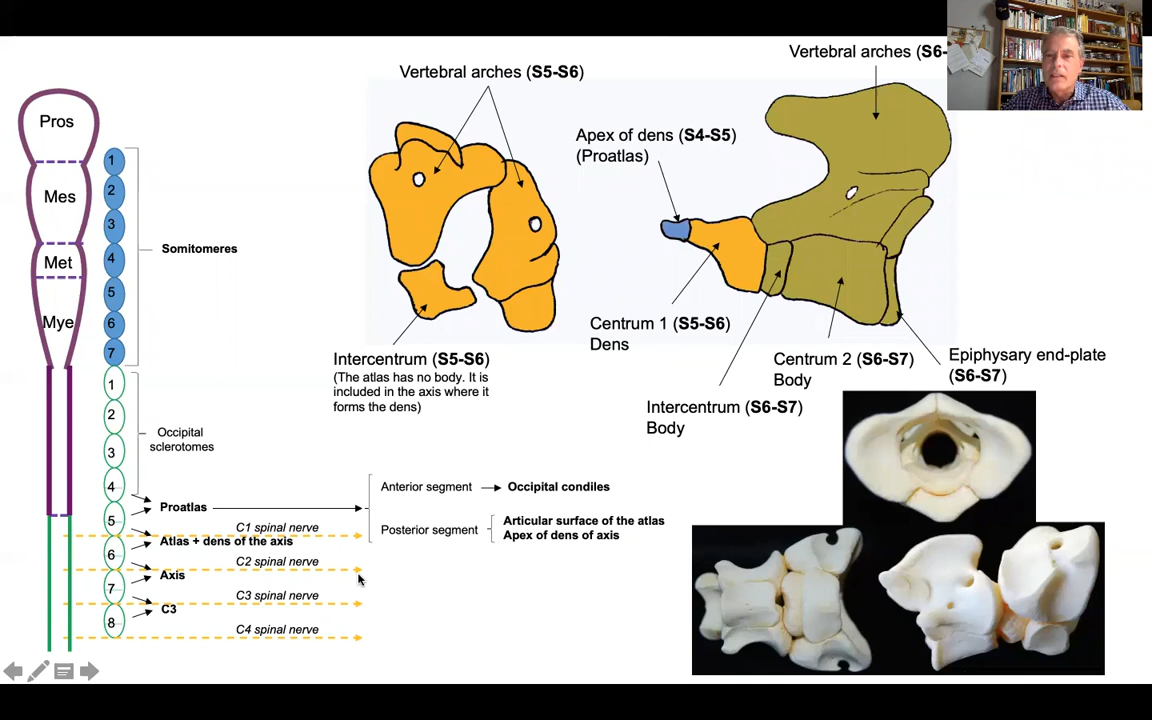 Vertebral arches (S6-
Vertebral arches (S5-S6)
Apex of dens (S4-S5)
(Proatlas)
Pros
Mes
Met
Mye
1
2
3
4
5
6
7
Somitomeres
Centrum 1 (S5-S6)
Dens
Intercentrum (S5-S6)
(The atlas has no body. It is
included in the axis where it
forms the dens)
Centrum 2 (S6-S7)
Body
Epiphysary end-plate
(S6-S7)
Intercentrum (S6-S7)
Body
1
2
3
4
5
6
7
8
Occipital
sclerotomes
Proatlas
Anterior segment
Occipital condiles
Posterior segment
Articular surface of the atlas
Apex of dens of axis
C1 spinal nerve
Atlas + dens of the axis
C2 spinal nerve
Axis
C3 spinal nerve
C3
C4 spinal nerve